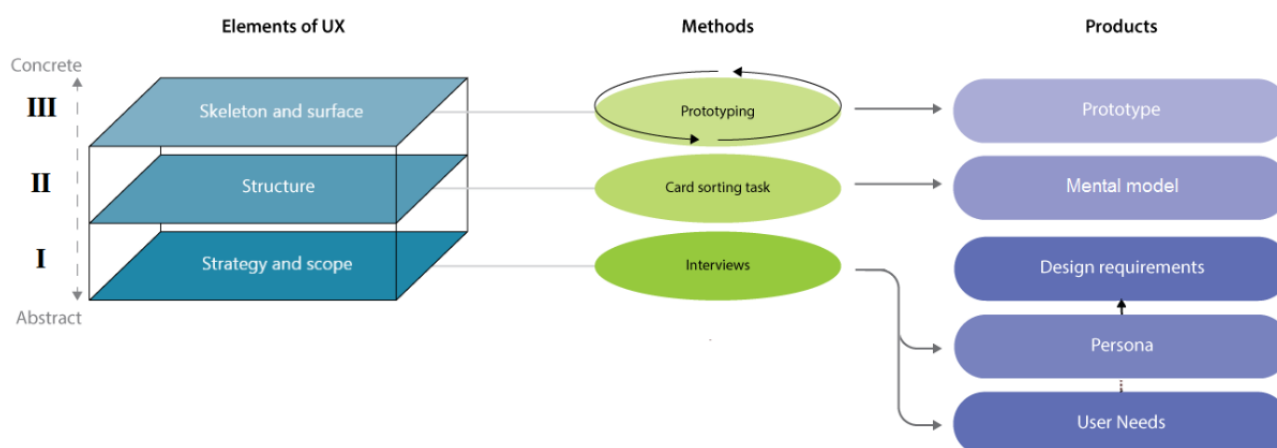 Elements of UX
Methods
Products
Concrete
III
Skeleton and surface
Prototyping
Prototype
II
Structure
Card sorting task
Mental model
I
Strategy and scope
Interviews
Design requirements
Abstract
Persona
User Needs